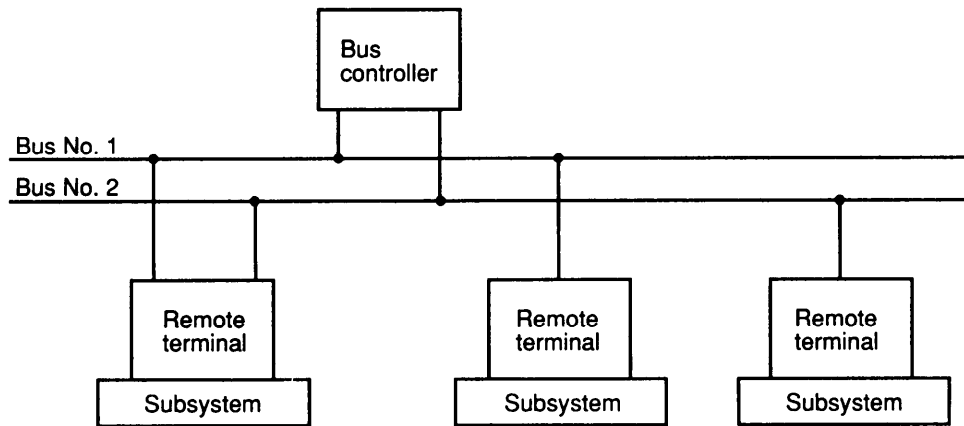 Bus
controller
Bus No. 1
Bus No. 2
Remote
terminal
Subsystem
Remote
terminal
Subsystem
Remote
terminal
Subsystem